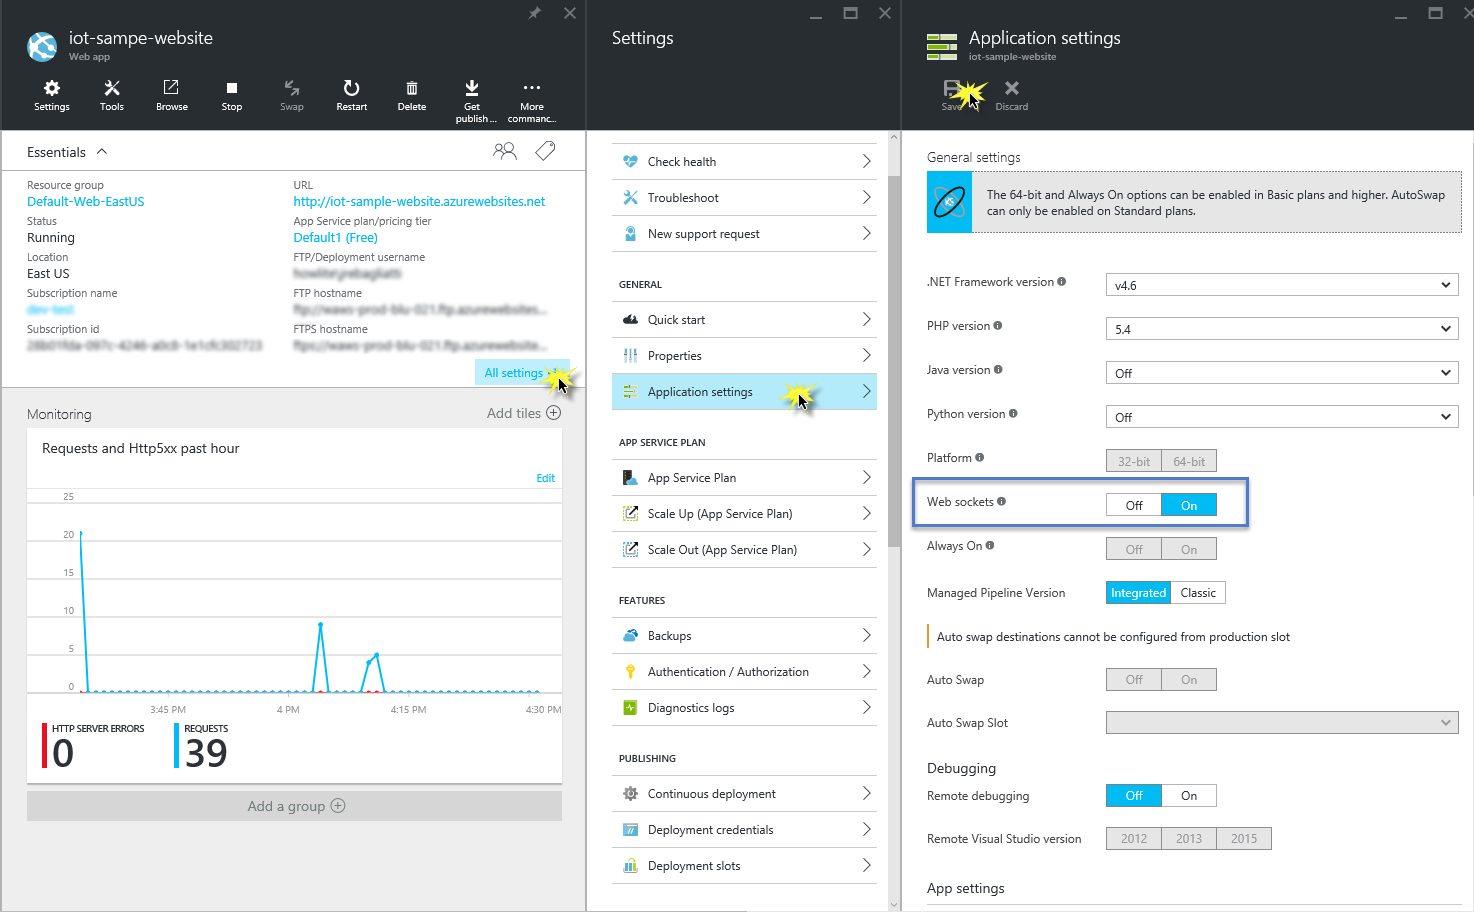 iot-sampe-website
Web app
Settings
Tools
Browse
Stop
Swap
Restart
Delete
Get publish ...
More commanc...
Essentials
Resource group
Default-Web-EastUS
Status
Running
Location
East US
Subscription name
dev-test
Subscription id
URL
http://iot-sample-website.azurewebsites.net
App Service plan/pricing tier
Default1 (Free)
FTP/Deployment username
FTP hostname
FTPS hostname
All settings
Monitoring
Add tiles
Requests and Http5xx past hour
Edit
25
20
15
10
5
0
3:45 PM
4 PM
4:15 PM
4:30 PM
HTTP SERVER ERRORS
0
REQUESTS
39
Add a group
Settings
Check health
Troubleshoot
New support request
GENERAL
Quick start
Properties
Application settings
APP SERVICE PLAN
App Service Plan
Scale Up (App Service Plan)
Scale Out (App Service Plan)
FEATURES
Backups
Authentication / Authorization
Diagnostics logs
PUBLISHING
Continuous deployment
Deployment credentials
Deployment slots
Application settings
iot-sample-website
Save
Discard
General settings
The 64-bit and Always On options can be enabled in Basic plans and higher. AutoSwap
can only be enabled on Standard plans.
.NET Framework version
v4.6
PHP version
5.4
Java version
Off
Python version
Off
Platform
32-bit 64-bit
Web sockets
Off On
Always On
Off On
Managed Pipeline Version
Integrated Classic
Auto swap destinations cannot be configured from production slot
Auto Swap
Off On
Auto Swap Slot
Debugging
Remote debugging
Off On
Remote Visual Studio version
2012 2013 2015
App settings